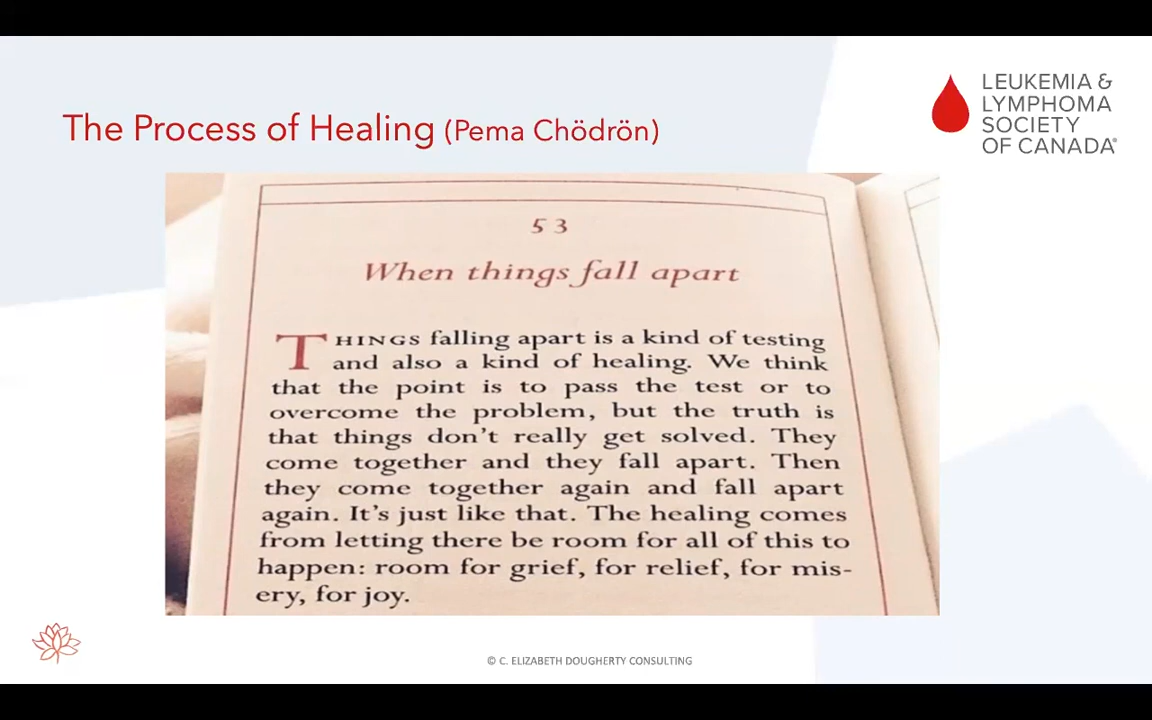 The Process of Healing (Pema Chödrön)
LEUKEMIA &
LYMPHOMA
SOCIETY
OF CANADA®
53
When things fall apart
THINGS falling apart is a kind of testing
and also a kind of healing. We think
that the point is to pass the test or to
overcome the problem, but the truth is
that things don't really get solved. They
come together and they fall apart. Then
they come together again and fall apart
again. It's just like that. The healing comes
from letting there be room for all of this to
happen: room for grief, for relief, for mis-
ery, for joy.
© C. ELIZABETH DOUGHERTY CONSULTING